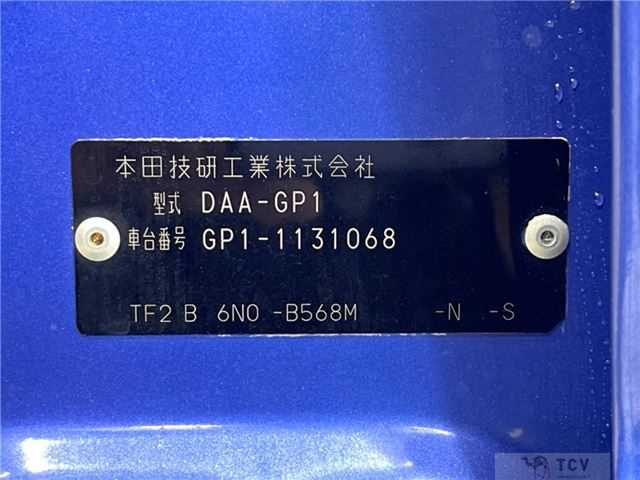 本田技研工業株式会社
型式 DAA-GP1
車台番号 GP1-1131068
TF2 B 6N0 -B568M -N -S
TCV